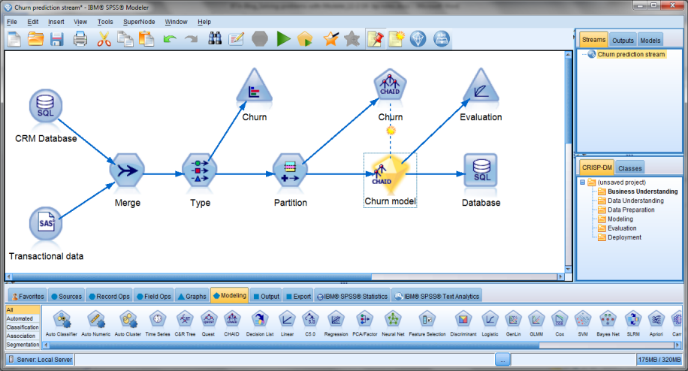 Churn prediction stream* - IBM® SPSS® Modeler
File Edit Insert View Tools SuperNode Window Help
Streams Outputs Models
Churn prediction stream
SQL
CRM Database
SAS
Transactional data
Merge
Type
Partition
Churn
CHAID
Churn
Evaluation
CHAID
Churn model
SQL
Database
CRISP-DM Classes
(unsaved project)
Business Understanding
Data Understanding
Data Preparation
Modeling
Evaluation
Deployment
Favorites Sources Record Ops Field Ops Graphs Modeling Output Export IBM® SPSS® Statistics IBM® SPSS® Text Analytics
All
Automated
Classification
Association
Segmentation
Auto Classifier Auto Numeric Auto Cluster Time Series C&R Tree Quest CHAID Decision List Linear C5.0 Regression PCA/Factor Neural Net Feature Selection Discriminant Logistic GenLin GLMM Cox SVM Bayes Net SLRM Apriori
Server: Local Server
...
175MB / 320MB